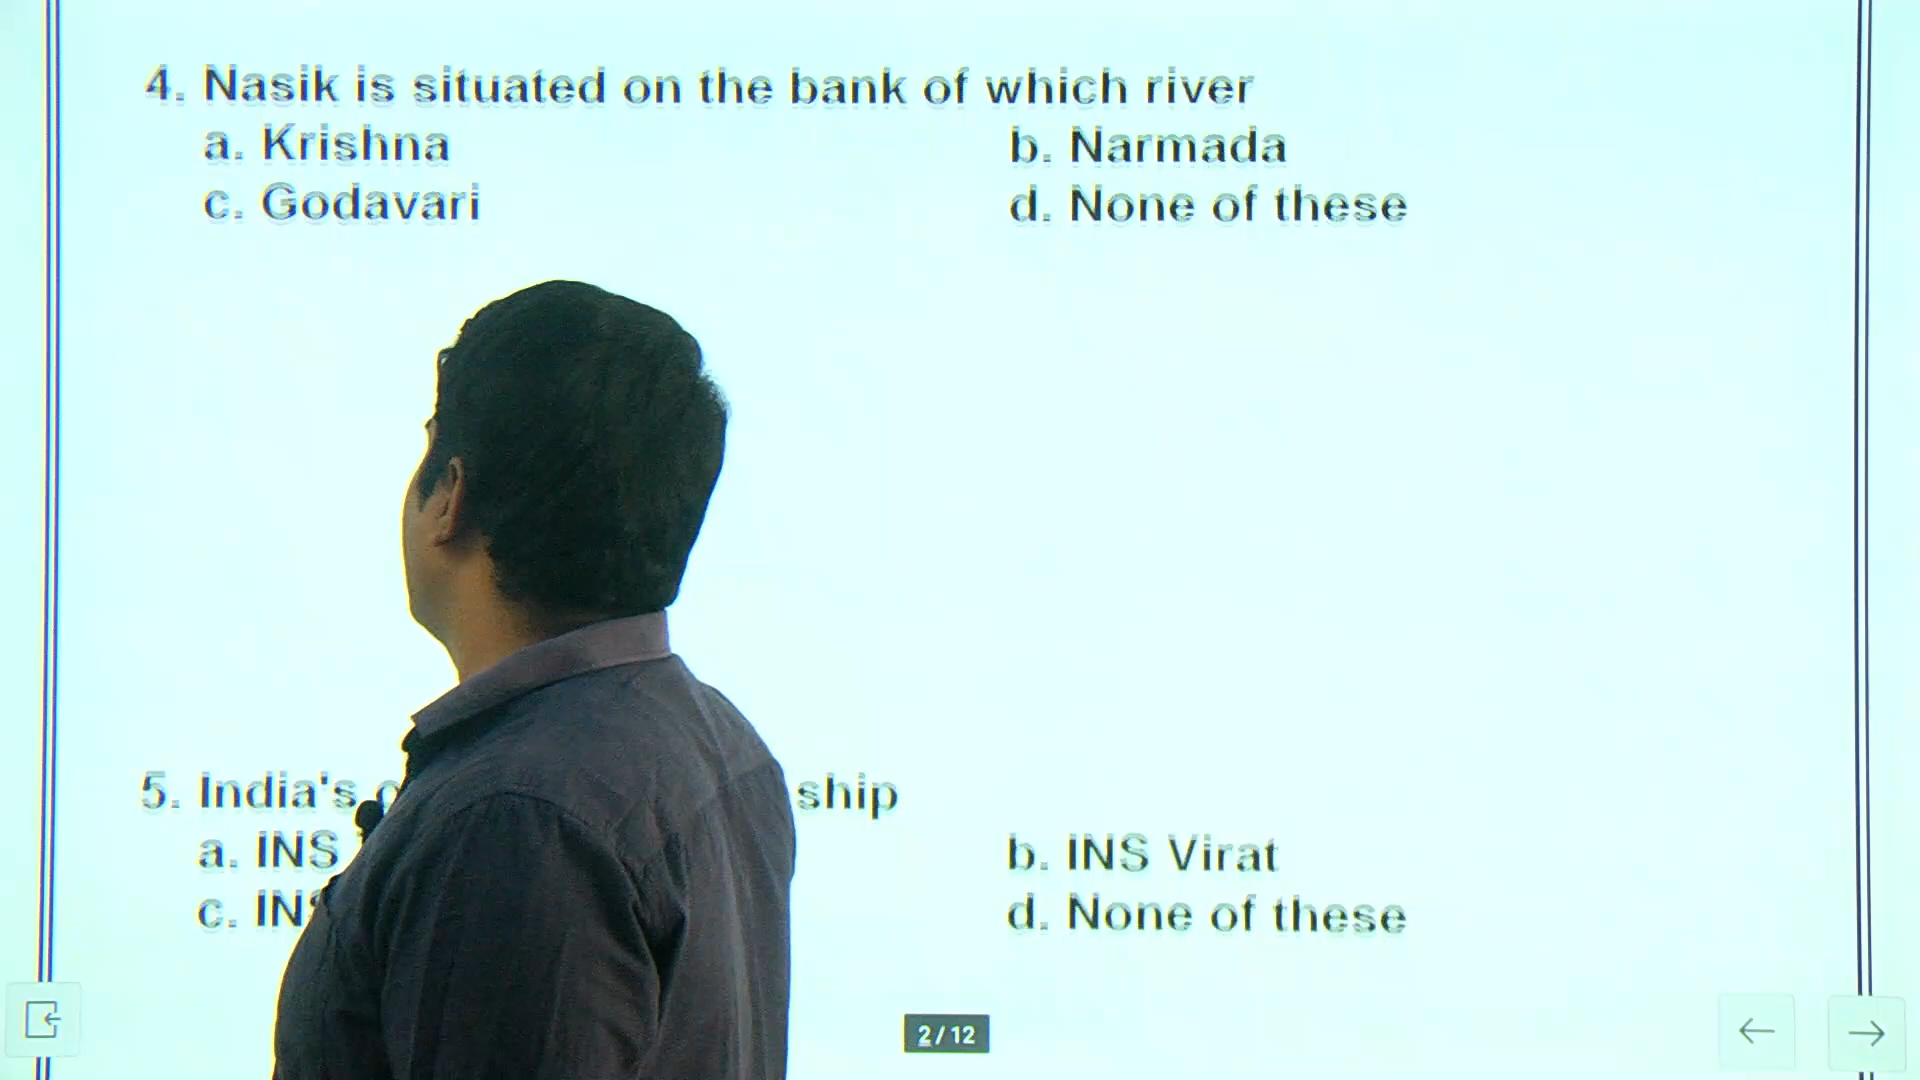 4. Nasik is situated on the bank of which river
a. Krishna
b. Narmada
c. Godavari
d. None of these
5. India's ship
a. INS
b. INS Virat
c. INS
d. None of these
2 / 12